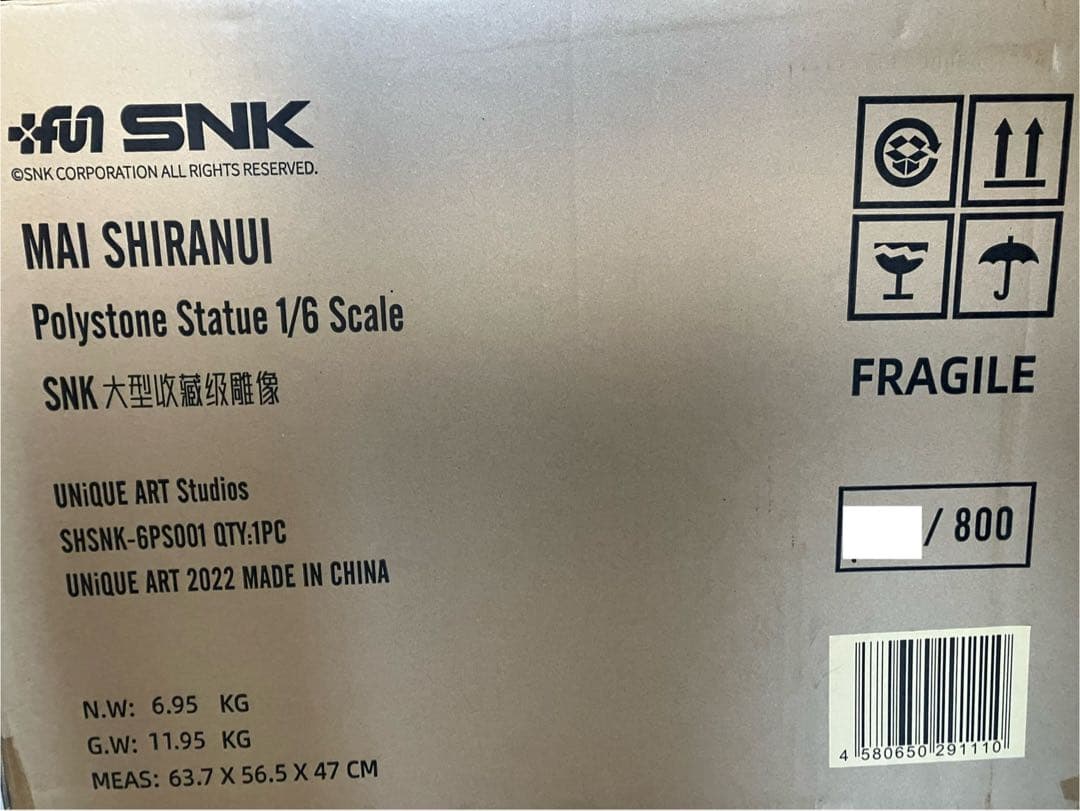 fun SNK
©SNK CORPORATION ALL RIGHTS RESERVED.
MAI SHIRANUI
Polystone Statue 1/6 Scale
SNK 大型收藏级雕像
UNiQUE ART Studios
SHSNK-6PS001 QTY:1PC
UNiQUE ART 2022 MADE IN CHINA
N.W: 6.95 KG
G.W: 11.95 KG
MEAS: 63.7 X 56.5 X 47 CM
FRAGILE
/ 800
4 580650 291110